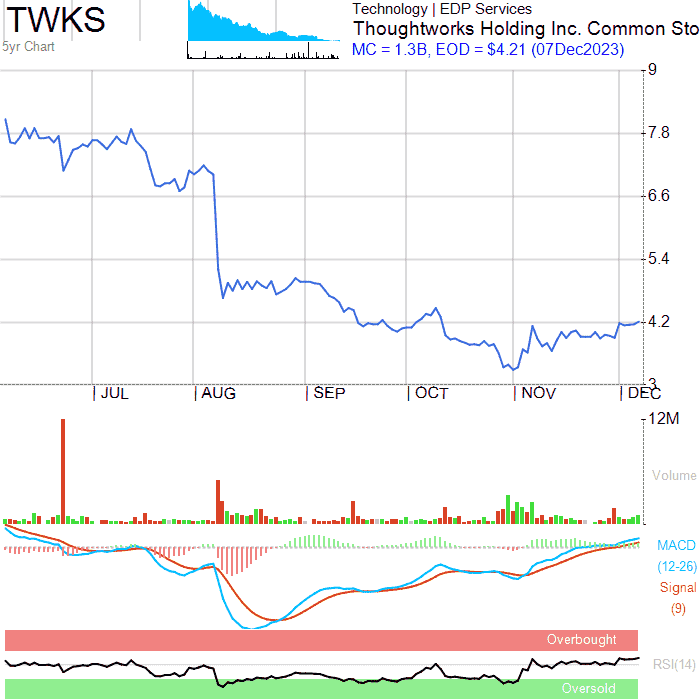 TWKS
5yr Chart
Technology | EDP Services
Thoughtworks Holding Inc. Common Sto
MC = 1.3B, EOD = $4.21 (07Dec2023)
9
7.8
6.6
5.4
4.2
3
JUL
AUG
SEP
OCT
NOV
DEC
12M
Volume
MACD
(12-26)
Signal
(9)
Overbought
RSI(14)
Oversold